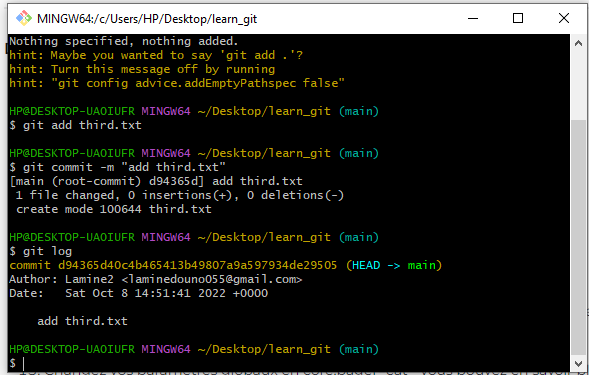 MINGW64:/c/Users/HP/Desktop/learn_git
Nothing specified, nothing added.
hint: Maybe you wanted to say 'git add .'?
hint: Turn this message off by running
hint: "git config advice.addEmptyPathspec false"
HP@DESKTOP-UAOIUFR MINGW64 ~/Desktop/learn_git (main)
$ git add third.txt
HP@DESKTOP-UAOIUFR MINGW64 ~/Desktop/learn_git (main)
$ git commit -m "add third.txt"
[main (root-commit) d94365d] add third.txt
1 file changed, 0 insertions(+), 0 deletions(-)
create mode 100644 third.txt
HP@DESKTOP-UAOIUFR MINGW64 ~/Desktop/learn_git (main)
$ git log
commit d94365d40c4b465413b49807a9a597934de29505 (HEAD -> main)
Author: Lamine2 <laminedouno055@gmail.com>
Date:   Sat Oct 8 14:51:41 2022 +0000
add third.txt
HP@DESKTOP-UAOIUFR MINGW64 ~/Desktop/learn_git (main)
$